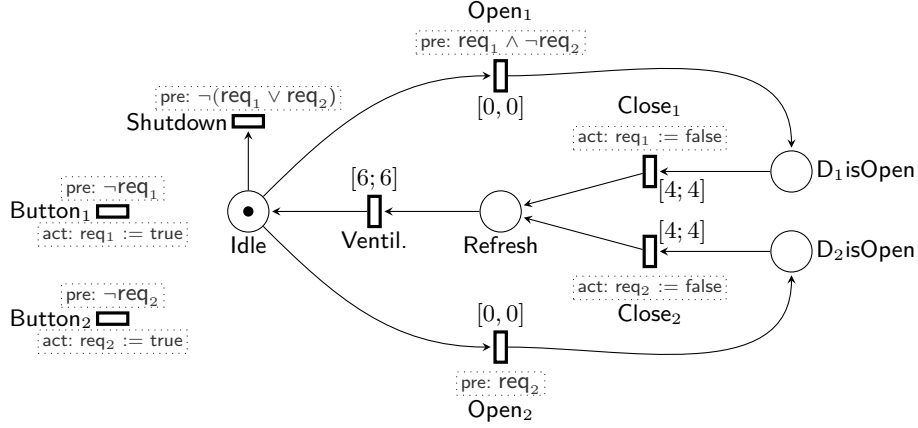 Open₁
pre: req₁ ∧ ¬req₂
[0, 0]
pre: ¬(req₁ ∨ req₂)
Shutdown
Close₁
act: req₁ := false
[4; 4]
D₁isOpen
[6; 6]
pre: ¬req₁
Button₁
act: req₁ := true
Idle
Ventil.
Refresh
[4; 4]
D₂isOpen
act: req₂ := false
Close₂
pre: ¬req₂
Button₂
act: req₂ := true
[0, 0]
pre: req₂
Open₂